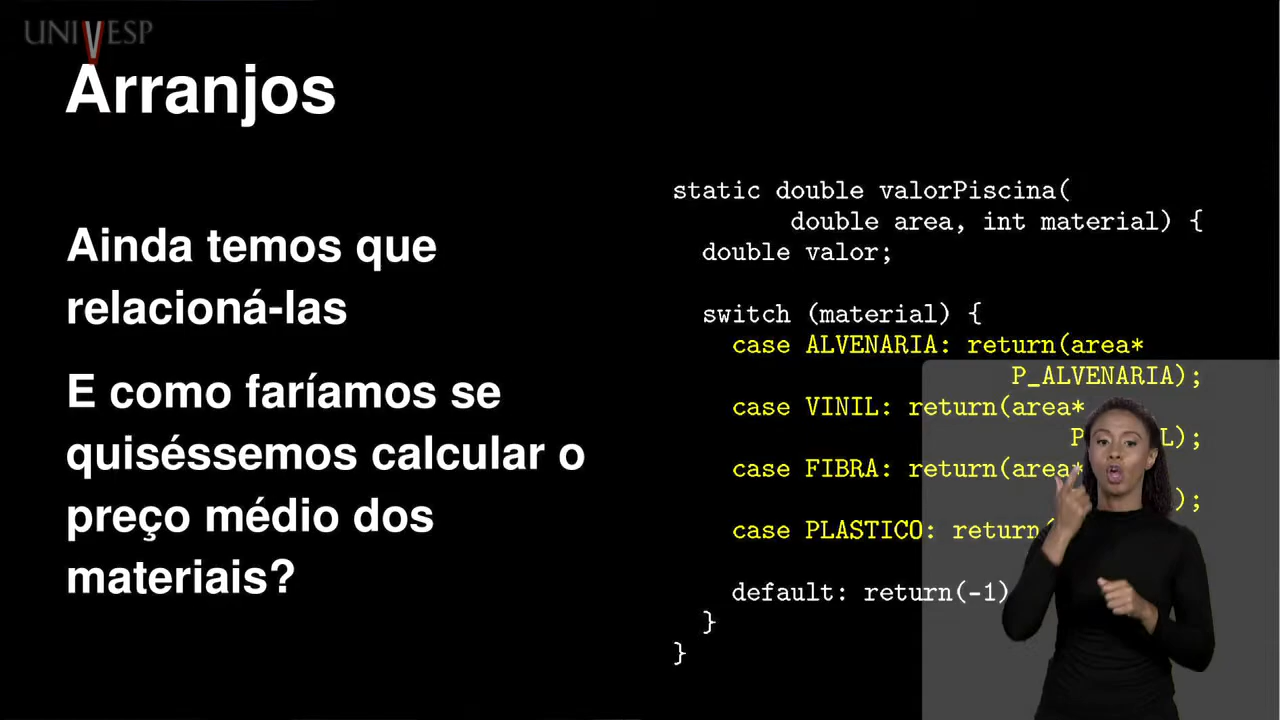 UNIVESP
Arranjos
Ainda temos que
relacioná-las
E como faríamos se
quiséssemos calcular o
preço médio dos
materiais?
static double valorPiscina(
double area, int material) {
double valor;
switch (material) {
case ALVENARIA: return(area*
P_ALVENARIA);
case VINIL: return(area*
L);
case FIBRA: return(area*
);
case PLASTICO: return(
default: return(-1)
}
}